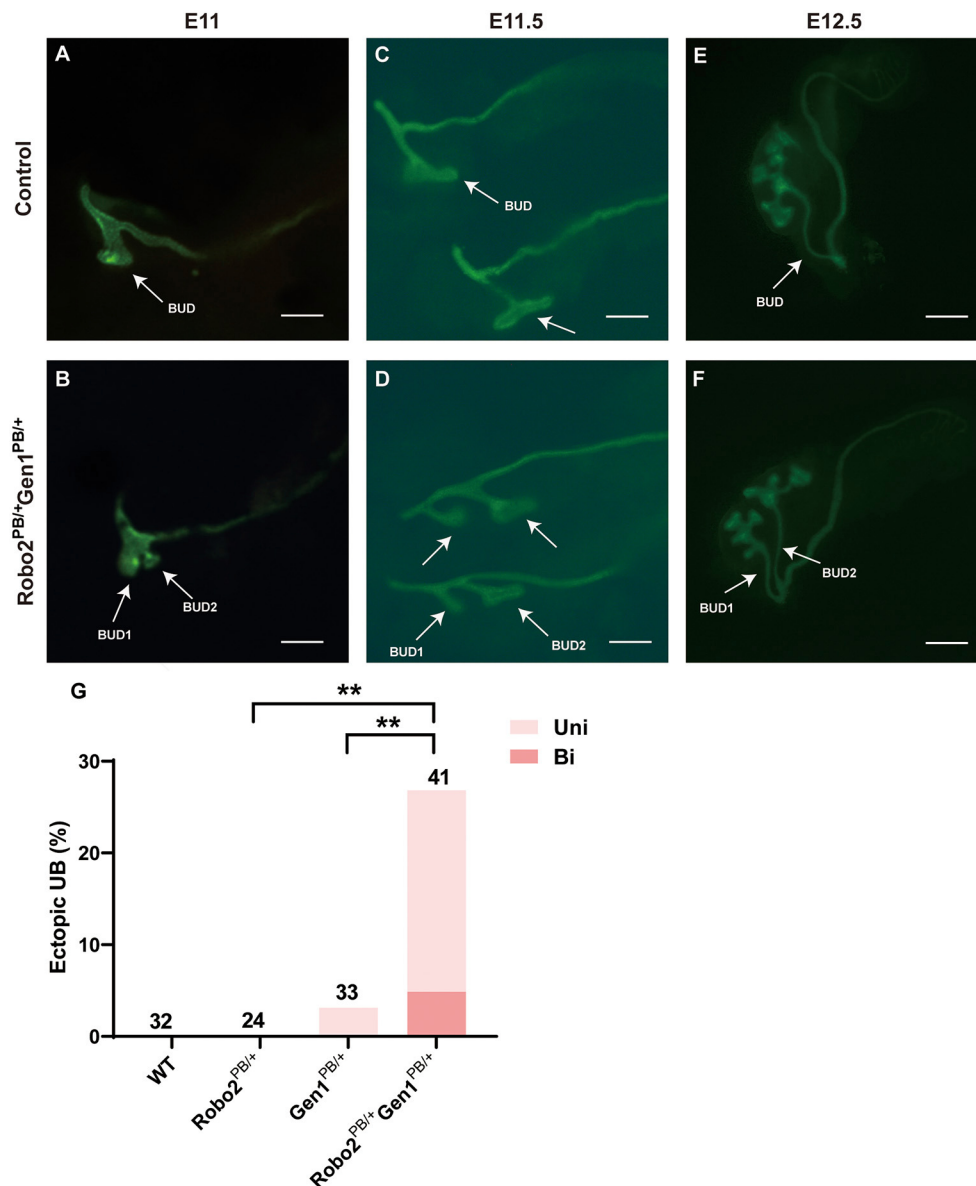 E11 E11.5 E12.5
Control
A
BUD
C
BUD
E
BUD
Robo2PB/+Gen1PB/+
B
BUD1
BUD2
D
BUD1
BUD2
F
BUD1
BUD2
G
**
**
Uni
Bi
Ectopic UB (%)
30
20
10
0
32
24
33
41
WT
Robo2PB/+
Gen1PB/+
Robo2PB/+Gen1PB/+